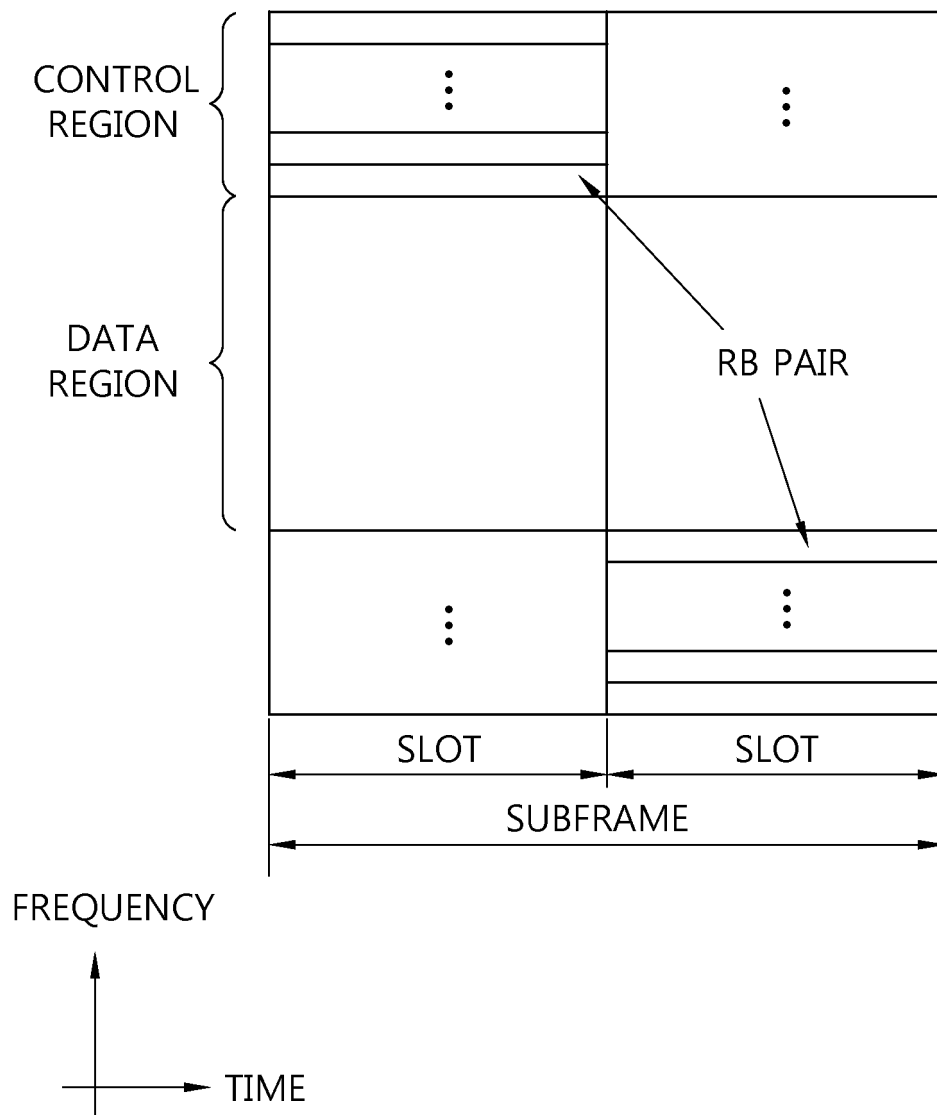 CONTROL
REGION
DATA
REGION
RB PAIR
SLOT
SLOT
SUBFRAME
FREQUENCY
TIME